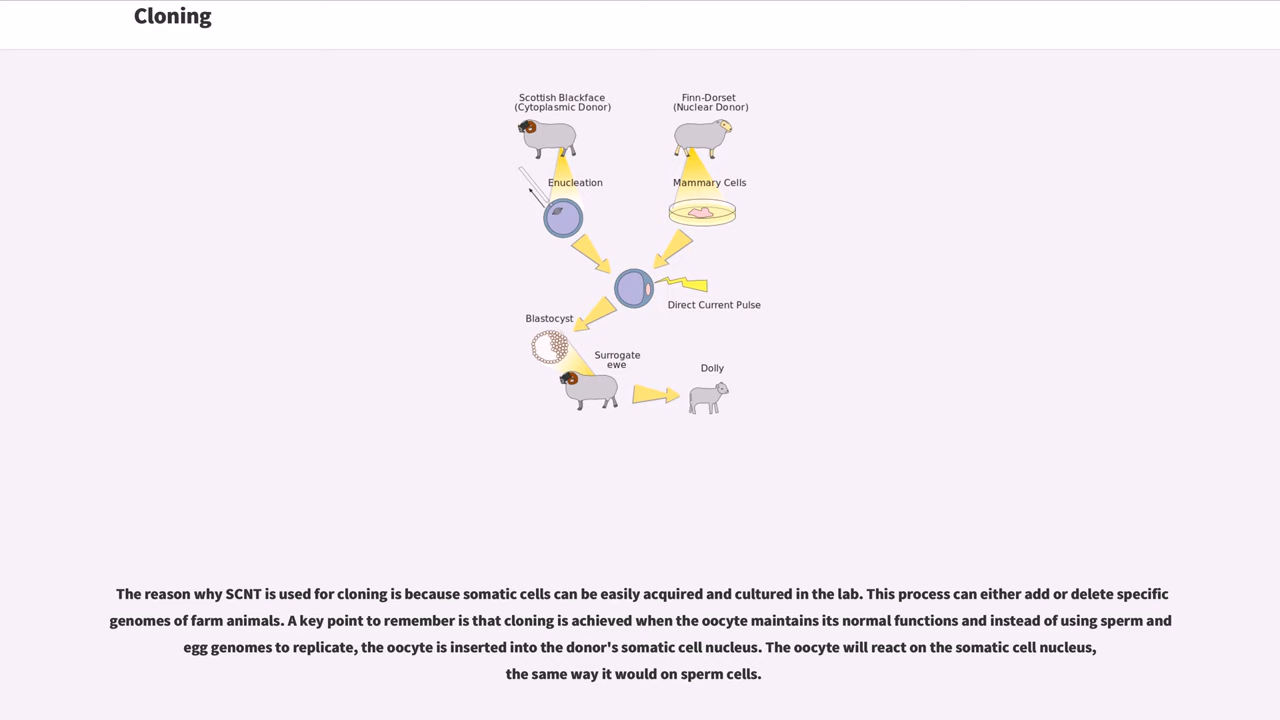 Cloning
Scottish Blackface
(Cytoplasmic Donor)
Finn-Dorset
(Nuclear Donor)
Enucleation
Mammary Cells
Direct Current Pulse
Blastocyst
Surrogate
ewe
Dolly
The reason why SCNT is used for cloning is because somatic cells can be easily acquired and cultured in the lab. This process can either add or delete specific
genomes of farm animals. A key point to remember is that cloning is achieved when the oocyte maintains its normal functions and instead of using sperm and
egg genomes to replicate, the oocyte is inserted into the donor's somatic cell nucleus. The oocyte will react on the somatic cell nucleus,
the same way it would on sperm cells.